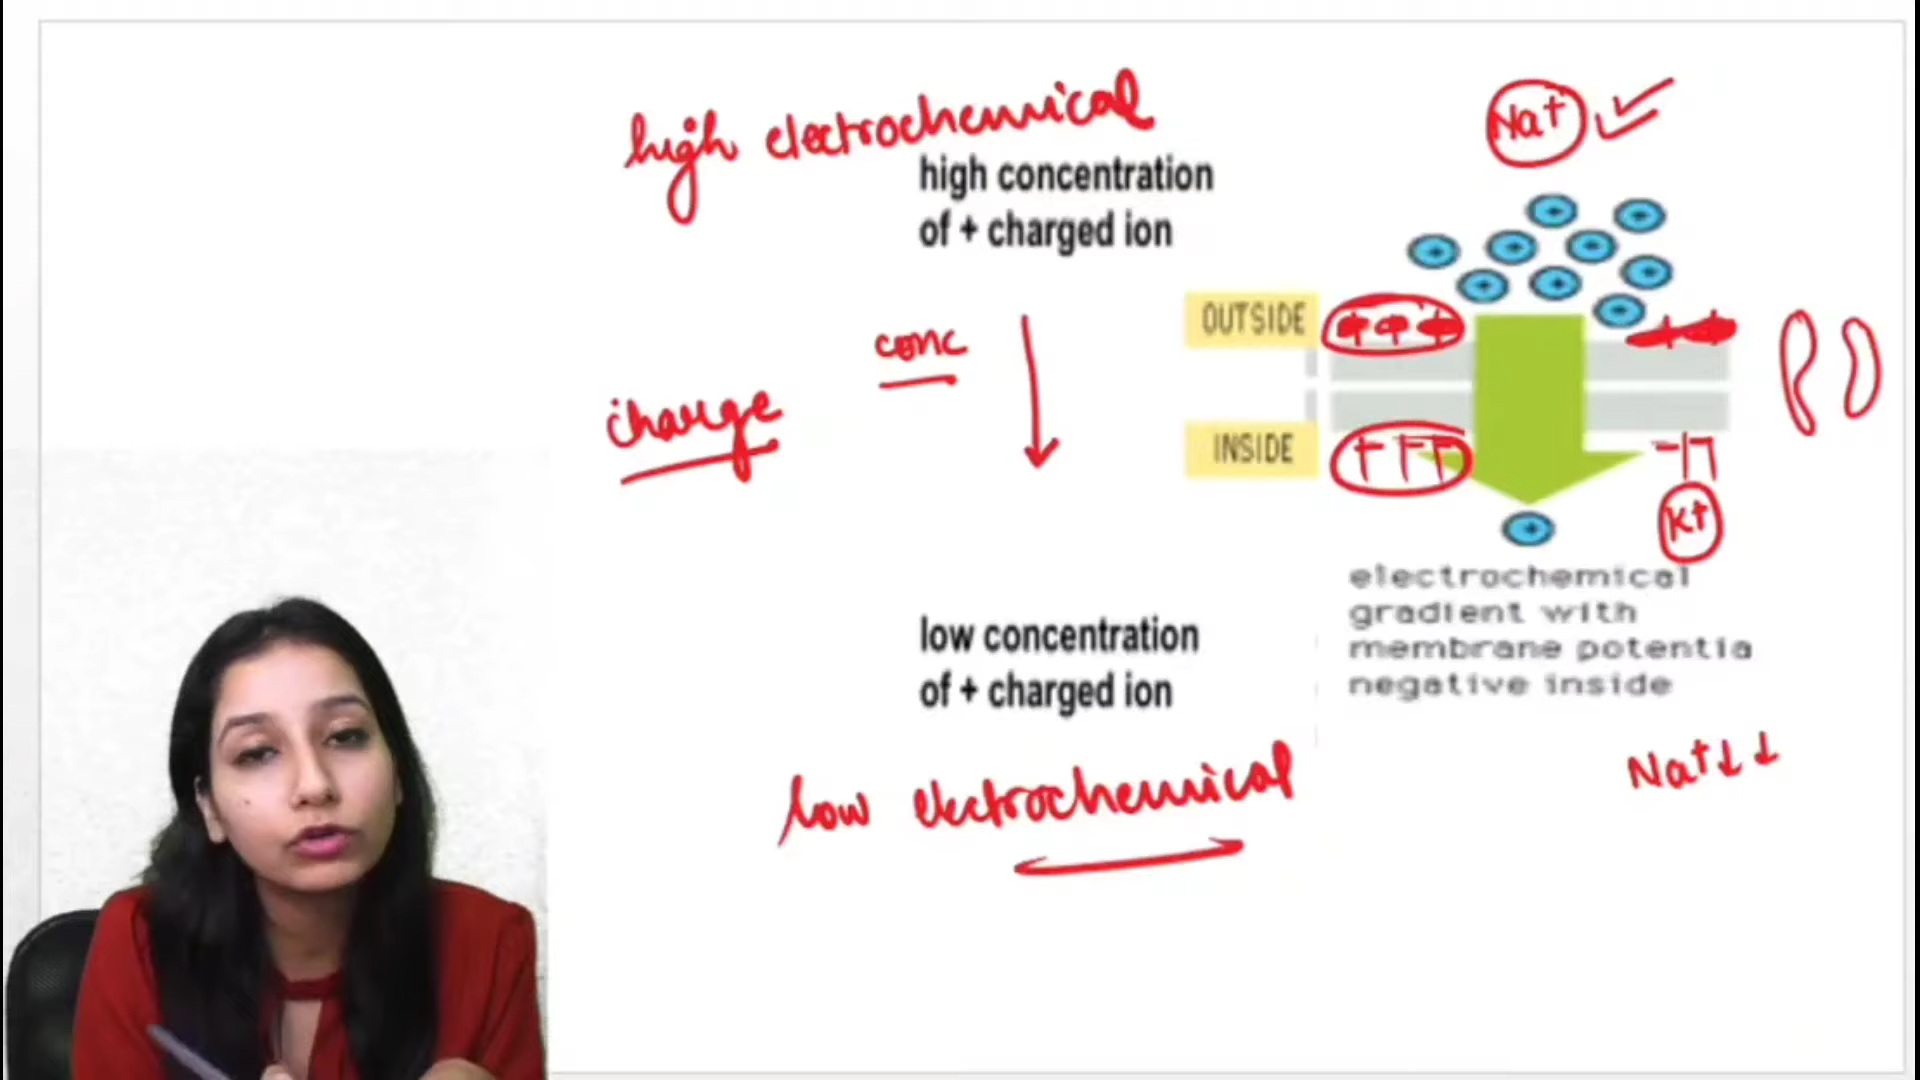 high electrochemical
Na+
high concentration
of + charged ion
OUTSIDE
conc
charge
INSIDE
K+
electrochemical
gradient with
membrane potentia
negative inside
low concentration
of + charged ion
Na+↓↓
low electrochemical